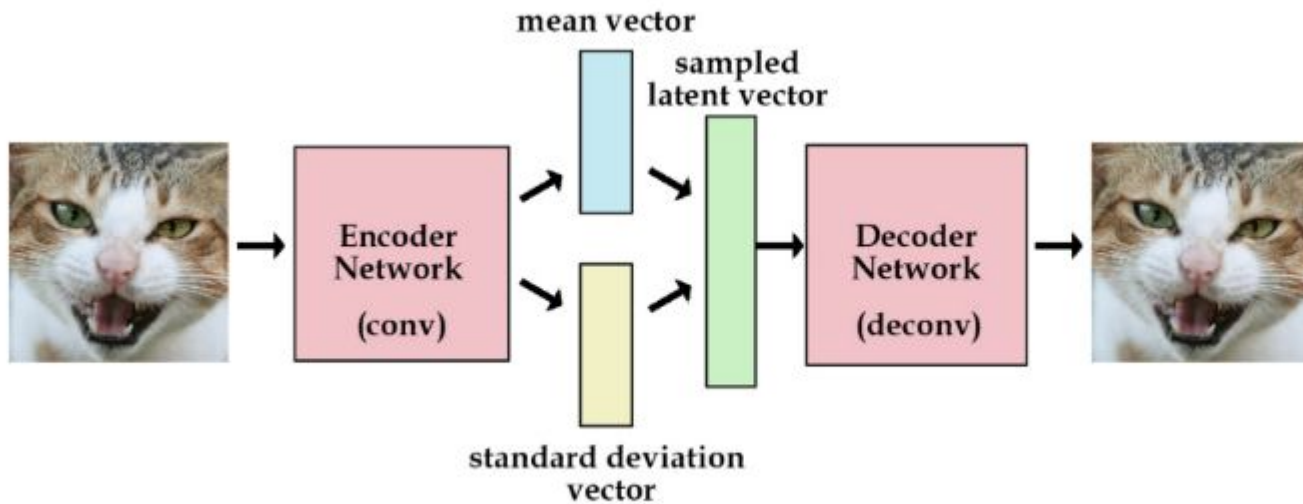 mean vector
sampled
latent vector
Encoder
Network
(conv)
Decoder
Network
(deconv)
standard deviation
vector